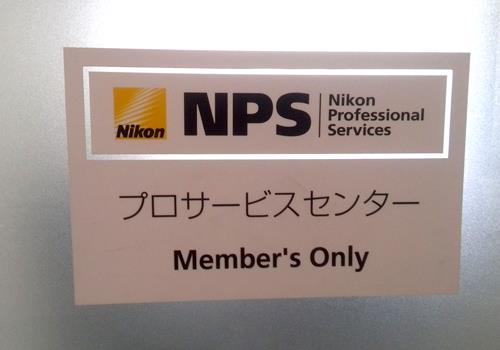 Nikon
NPS
Nikon
Professional
Services
プロサービスセンター
Member's Only